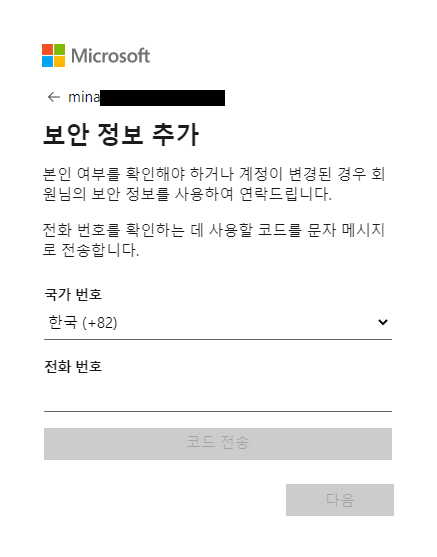 Microsoft
← mina
보안 정보 추가
본인 여부를 확인해야 하거나 계정이 변경된 경우 회
원님의 보안 정보를 사용하여 연락드립니다.
전화 번호를 확인하는 데 사용할 코드를 문자 메시지
로 전송합니다.
국가 번호
한국 (+82)
전화 번호
코드 전송
다음